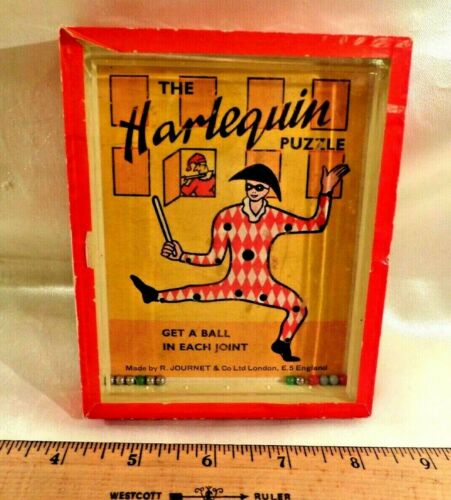 THE
Harlequin
PUZZLE
GET A BALL
IN EACH JOINT
Made by R. JOURNET & Co Ltd London, E.5 England
4 5 6 7 8 9
WESTCOTT RULER